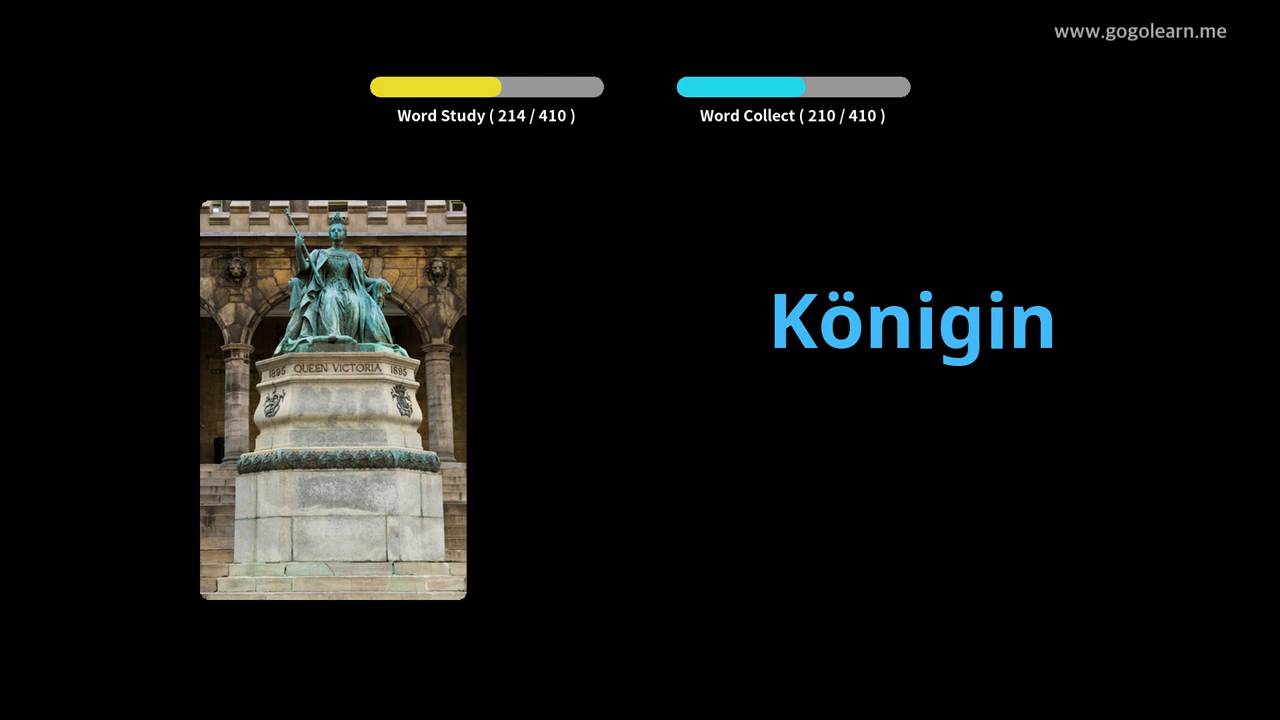 www.gogolearn.me
Word Study ( 214 / 410 )
Word Collect ( 210 / 410 )
Königin
1895 QUEEN VICTORIA 1895